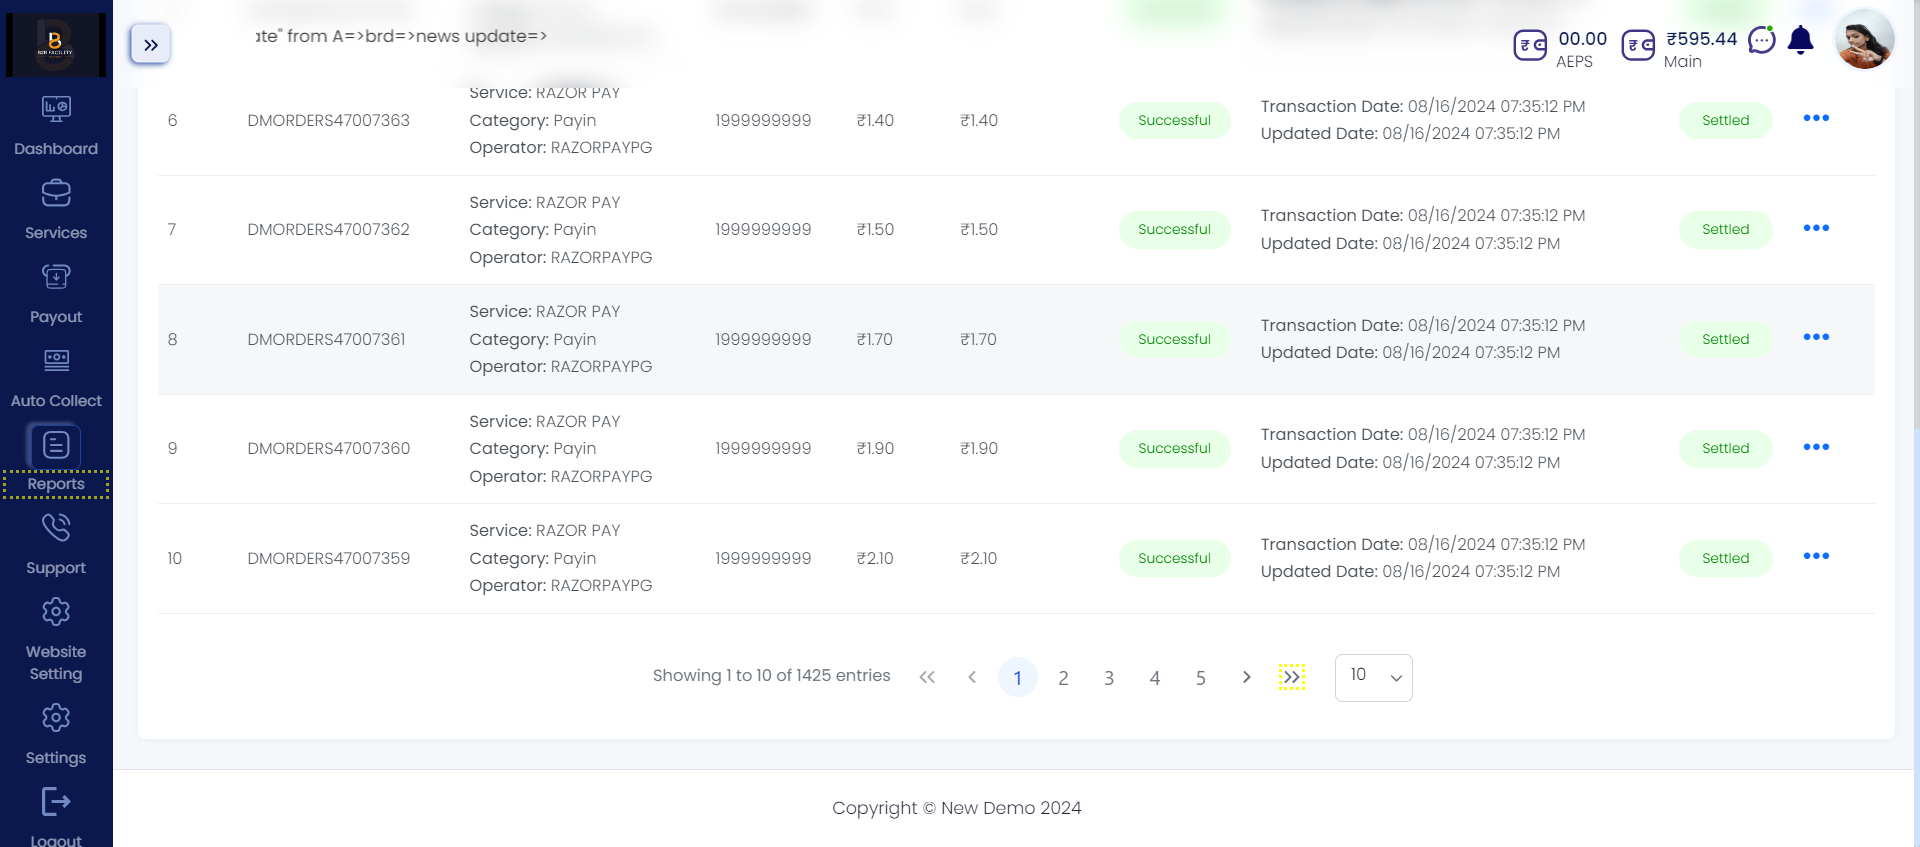 B2B FACILITY
ate" from A=>brd=>news update=>
00.00
AEPS
₹595.44
Main
Dashboard
Services
Payout
Auto Collect
Reports
Support
Website
Setting
Settings
Logout
Service: RAZOR PAY
6 DMORDERS47007363 Category: Payin 1999999999 ₹1.40 ₹1.40 Successful Transaction Date: 08/16/2024 07:35:12 PM Settled
Operator: RAZORPAYPG Updated Date: 08/16/2024 07:35:12 PM
Service: RAZOR PAY
7 DMORDERS47007362 Category: Payin 1999999999 ₹1.50 ₹1.50 Successful Transaction Date: 08/16/2024 07:35:12 PM Settled
Operator: RAZORPAYPG Updated Date: 08/16/2024 07:35:12 PM
Service: RAZOR PAY
8 DMORDERS47007361 Category: Payin 1999999999 ₹1.70 ₹1.70 Successful Transaction Date: 08/16/2024 07:35:12 PM Settled
Operator: RAZORPAYPG Updated Date: 08/16/2024 07:35:12 PM
Service: RAZOR PAY
9 DMORDERS47007360 Category: Payin 1999999999 ₹1.90 ₹1.90 Successful Transaction Date: 08/16/2024 07:35:12 PM Settled
Operator: RAZORPAYPG Updated Date: 08/16/2024 07:35:12 PM
Service: RAZOR PAY
10 DMORDERS47007359 Category: Payin 1999999999 ₹2.10 ₹2.10 Successful Transaction Date: 08/16/2024 07:35:12 PM Settled
Operator: RAZORPAYPG Updated Date: 08/16/2024 07:35:12 PM
Showing 1 to 10 of 1425 entries « ‹ 1 2 3 4 5 › » 10
Copyright © New Demo 2024